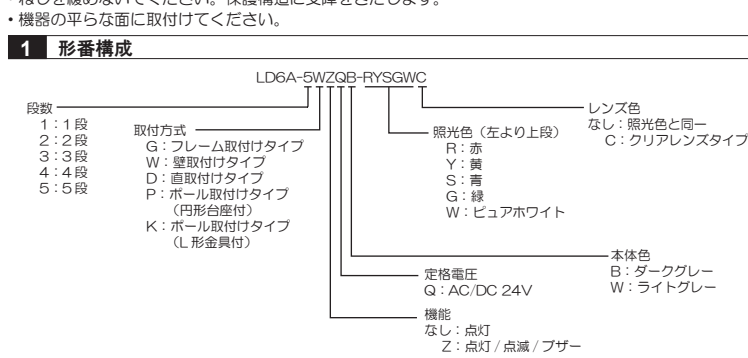 ・ねじを緩めないでください。保護構造に支障をきたします。
・機器の平らな面に取付けてください。
1 形番構成
LD6A-5WZQB-RYSGWC
段数
1：1段
2：2段
3：3段
4：4段
5：5段
取付方式
G：フレーム取付けタイプ
W：壁取付けタイプ
D：直取付けタイプ
P：ポール取付けタイプ
（円形台座付）
K：ポール取付けタイプ
（L形金具付）
照光色（左より上段）
R：赤
Y：黄
S：青
G：緑
W：ピュアホワイト
レンズ色
なし：照光色と同一
C：クリアレンズタイプ
本体色
B：ダークグレー
W：ライトグレー
定格電圧
Q：AC/DC 24V
機能
なし：点灯
Z：点灯/点滅/ブザー